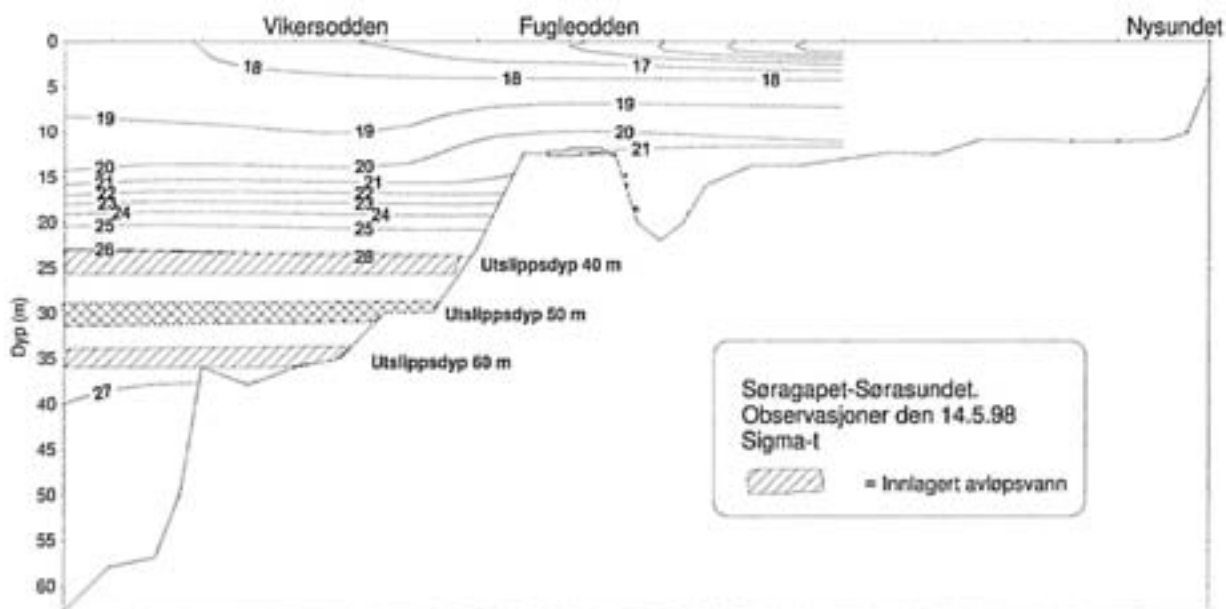 Vikersodden Fugleodden Nysundet
0
5
10
15
20
25
30
35
40
45
50
55
60
Dyp (m)
18 17 18 18
19 19 19
20 20 20
21 21 21
22 22
23 23
24 24
25 25
26 26
27
Utslippsdyp 40 m
Utslippsdyp 50 m
Utslippsdyp 60 m
Søragapet-Sørasundet.
Observasjoner den 14.5.98
Sigma-t
= Innlagert avløpsvann